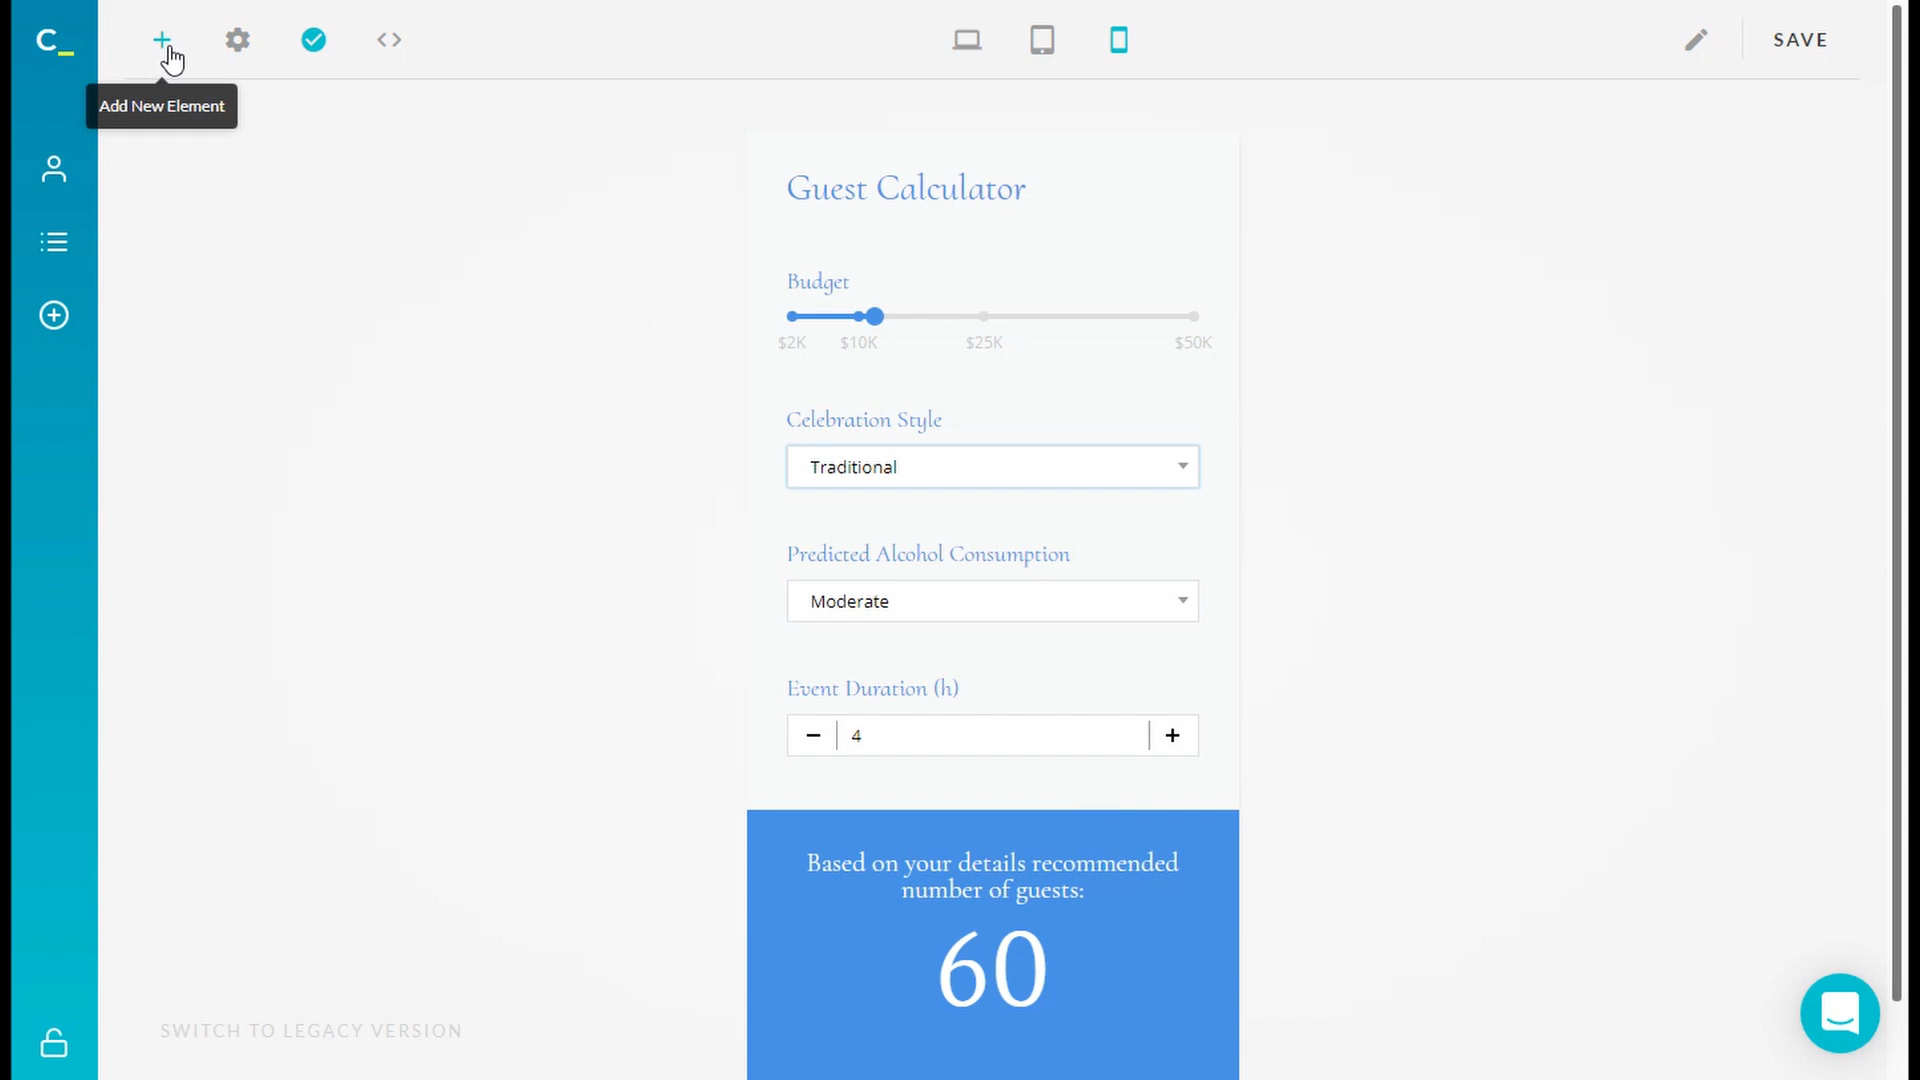 C_
SAVE
Add New Element
Guest Calculator
Budget
$2K $10K $25K $50K
Celebration Style
Traditional
Predicted Alcohol Consumption
Moderate
Event Duration (h)
4
Based on your details recommended
number of guests:
60
SWITCH TO LEGACY VERSION